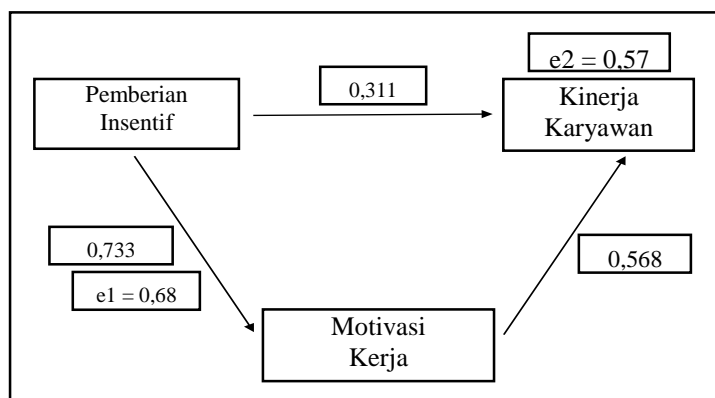 e2 = 0,57
Pemberian
Insentif
0,311
Kinerja
Karyawan
0,733
e1 = 0,68
0,568
Motivasi
Kerja